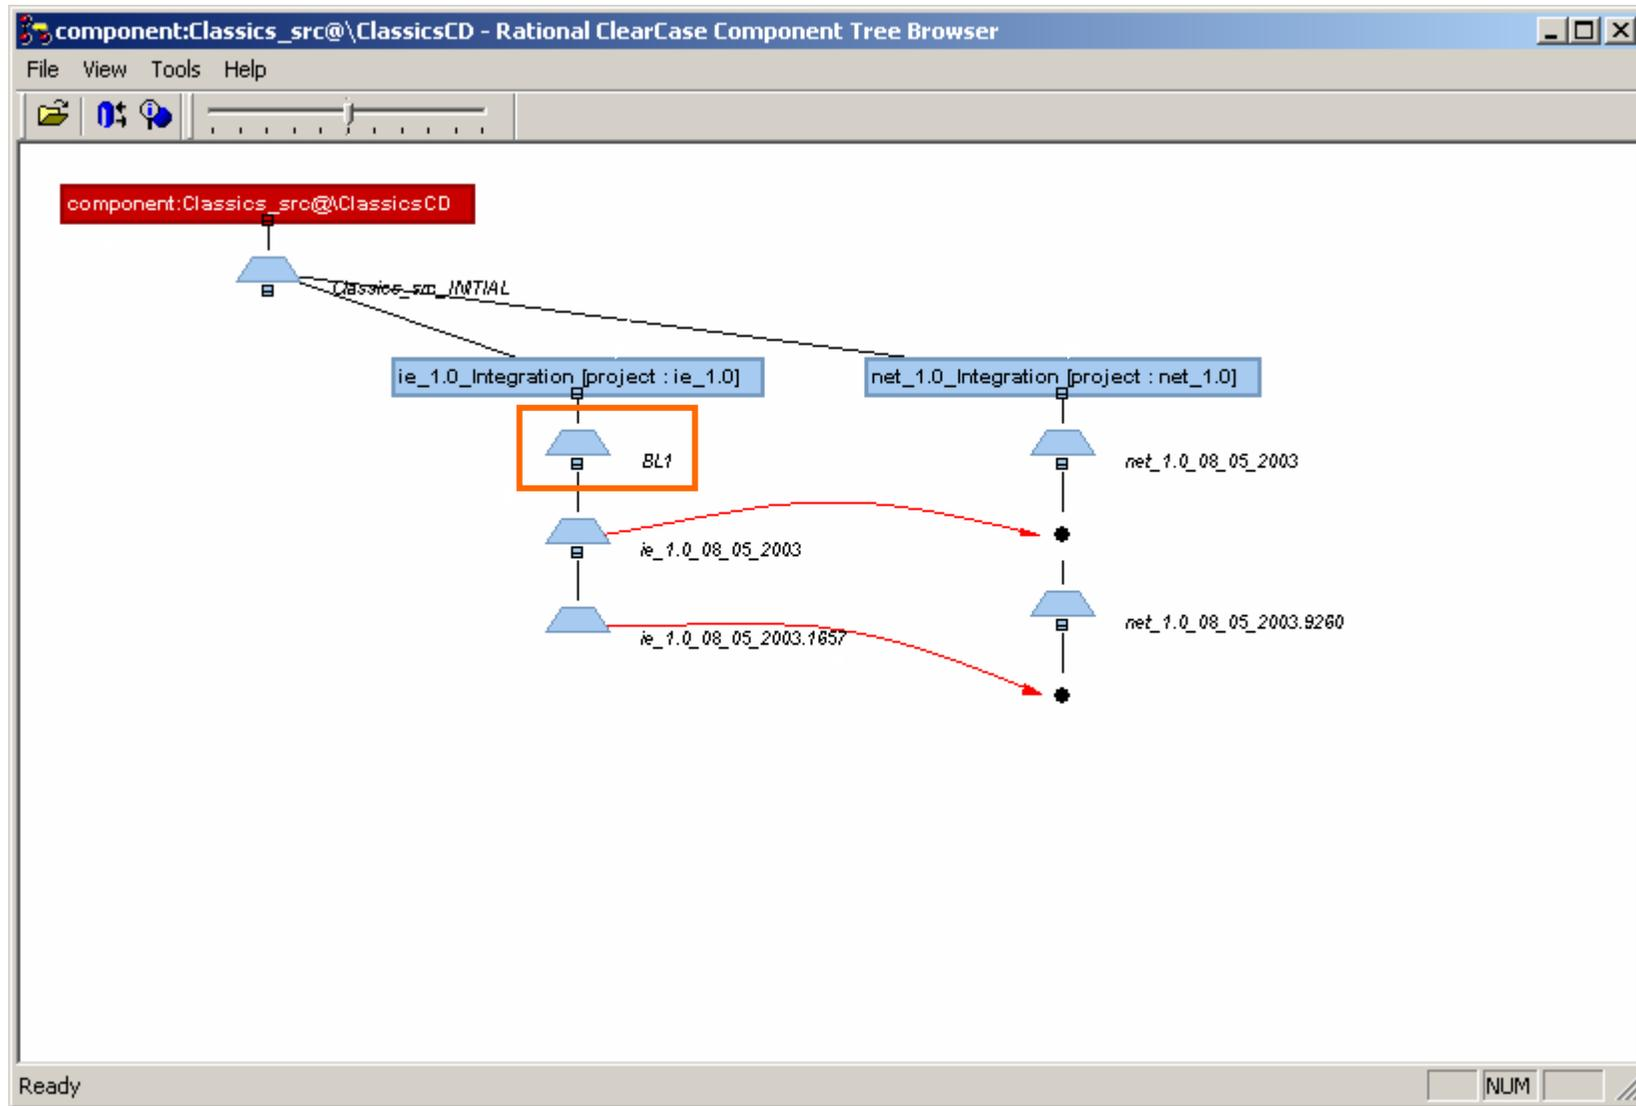 component:Classics_src@\ClassicsCD - Rational ClearCase Component Tree Browser
File View Tools Help
component:Classics_src@\ClassicsCD
Classics_src_INITIAL
ie_1.0_Integration [project : ie_1.0]
net_1.0_Integration [project : net_1.0]
BL1
net_1.0_08_05_2003
ie_1.0_08_05_2003
net_1.0_08_05_2003.9260
ie_1.0_08_05_2003.1657
Ready
NUM